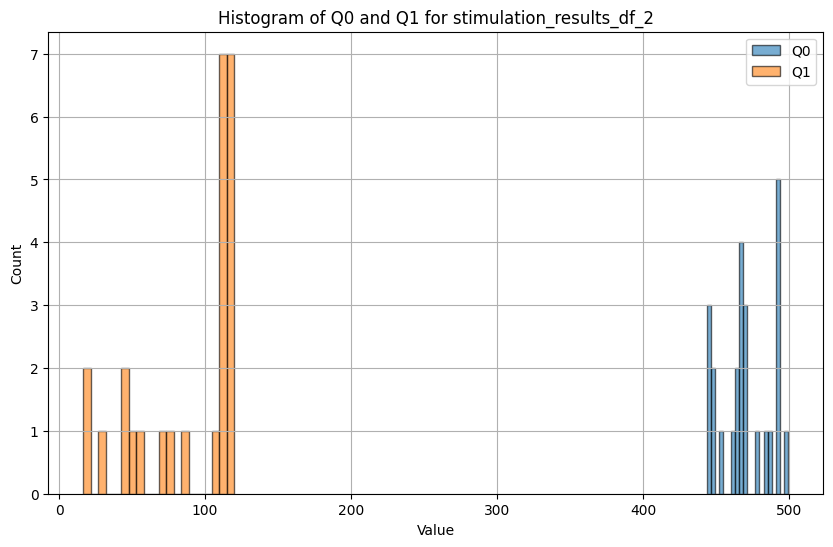 Histogram of Q0 and Q1 for stimulation_results_df_2
Q0
Q1
7
6
5
4
3
2
1
0
Count
0 100 200 300 400 500
Value